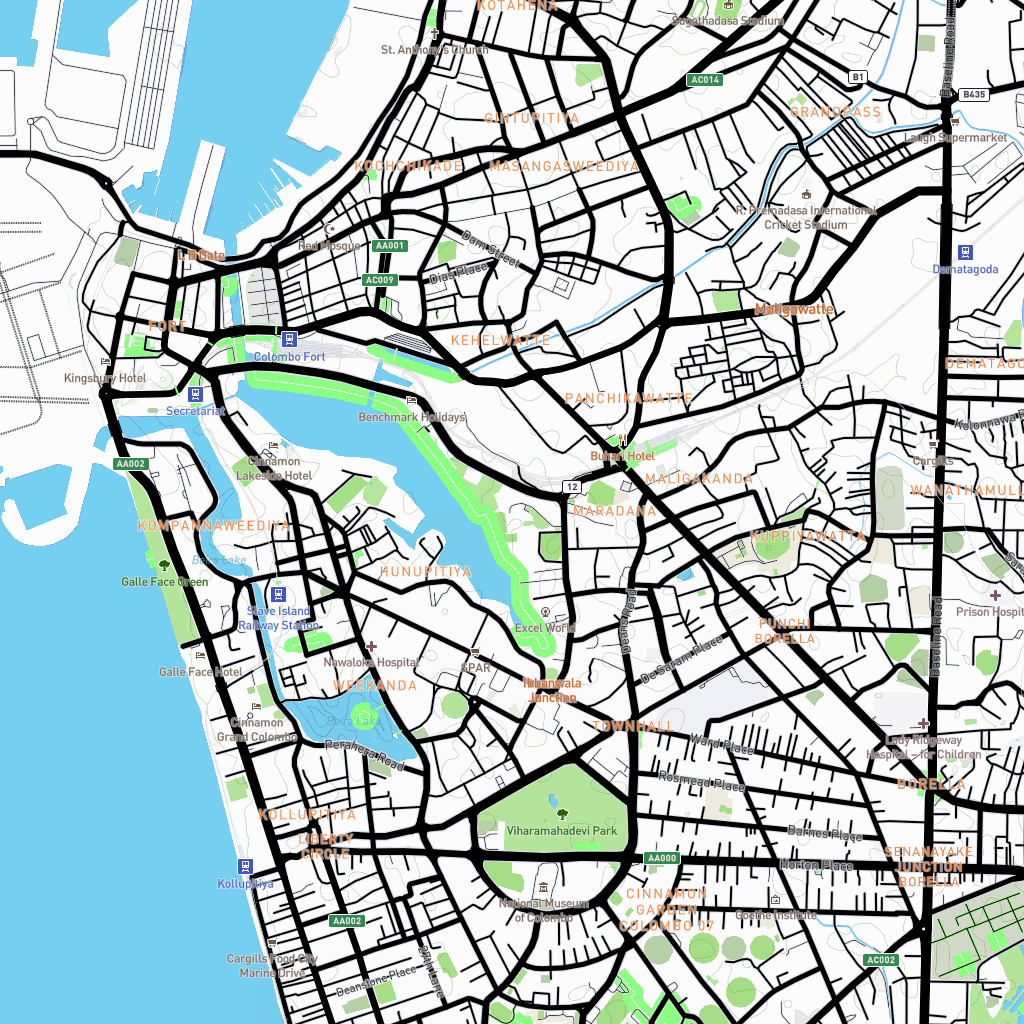 KOTAHENA
Sugathadasa Stadium
St. Anthony's Church
Baseline Road
B1
AC014
B435
GRANDPASS
GINTUPITIYA
Laugh Supermarket
KOCHCHIKADE
MASANGASWEEDIYA
R. Premadasa International
Cricket Stadium
Red Mosque
AA001
Dam Street
L B Gate
Dematagoda
Dias Place
AC009
Maligawatte
FORT
KEHELWATTE
Colombo Fort
DEMATAGO
Kingsbury Hotel
PANCHIKAWATTE
Secretariat
Benchmark Holidays
Kolonnawa R
Buhari Hotel
Cargills
AA002
Cinnamon
Lakeside Hotel
MALIGAKANDA
12
WANATHAMULL
MARADANA
KOMPANNAWEEDIYA
KUPPIYAWATTA
Beira Lake
HUNUPITIYA
Galle Face Green
Slave Island
Railway Station
Prison Hospit
Deans Road
Baseline Road
Excel World
PUNCHI
BORELLA
De Saram Place
Nawaloka Hospital
SPAR
Galle Face Hotel
WEEKANDA
Ibbanwala
Junction
Beira Lake
Cinnamon
Grand Colombo
TOWNHALL
Ward Place
Lady Ridgeway
Hospital – for Children
Perahera Road
Rosmead Place
BORELLA
KOLLUPITIYA
Viharamahadevi Park
Barnes Place
LIBERTY
CIRCLE
AA000
Horton Place
SENANAYAKE
JUNCTION
BORELLA
Kollupitiya
National Museum
of Colombo
CINNAMON
GARDEN
COLOMBO 07
Goethe Institute
AA002
27th Lane
Cargills Food City
Marine Drive
AC002
Deanstone Place